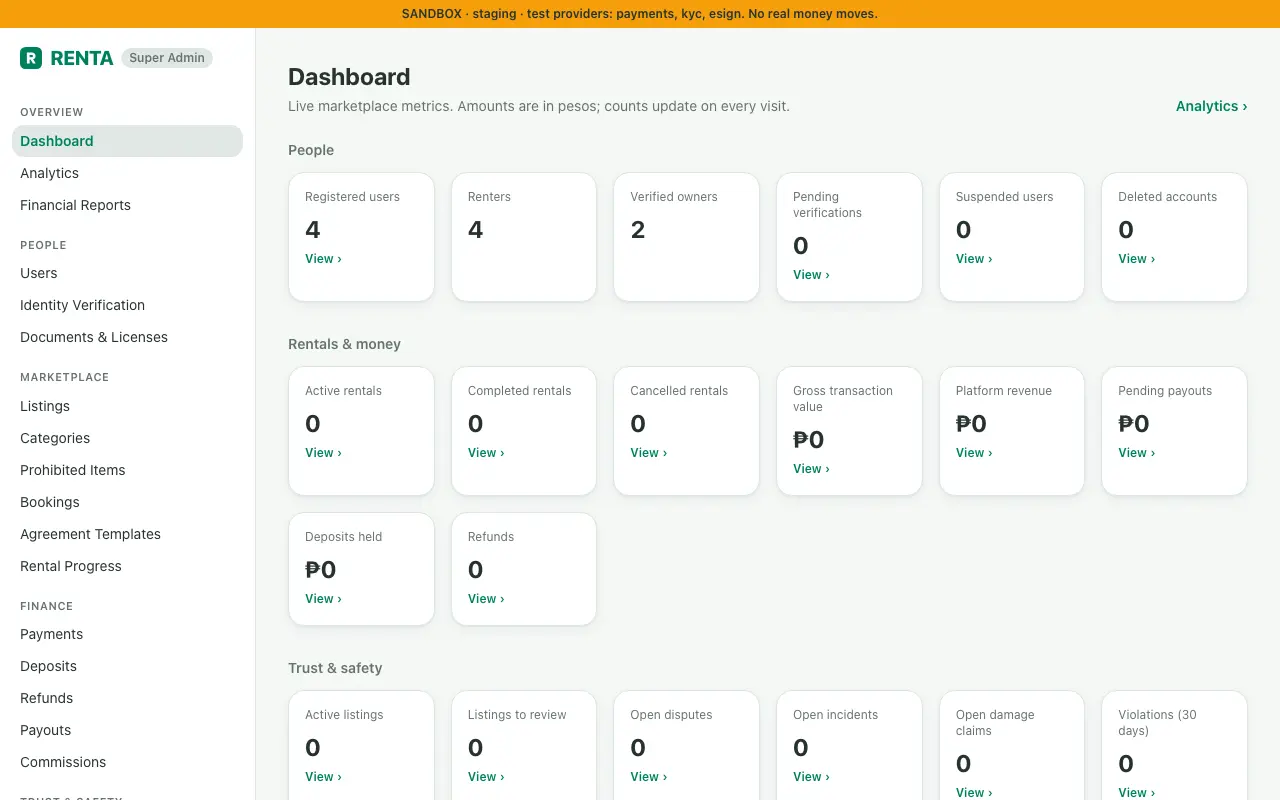 SANDBOX · staging · test providers: payments, kyc, esign. No real money moves.
R RENTA Super Admin
OVERVIEW
Dashboard
Analytics
Financial Reports
PEOPLE
Users
Identity Verification
Documents & Licenses
MARKETPLACE
Listings
Categories
Prohibited Items
Bookings
Agreement Templates
Rental Progress
FINANCE
Payments
Deposits
Refunds
Payouts
Commissions
TRUST & SAFETY
Dashboard
Live marketplace metrics. Amounts are in pesos; counts update on every visit.
Analytics ›
People
Registered users
4
View ›
Renters
4
Verified owners
2
Pending
verifications
0
View ›
Suspended users
0
View ›
Deleted accounts
0
View ›
Rentals & money
Active rentals
0
View ›
Completed rentals
0
View ›
Cancelled rentals
0
View ›
Gross transaction
value
₱0
View ›
Platform revenue
₱0
View ›
Pending payouts
₱0
View ›
Deposits held
₱0
View ›
Refunds
0
View ›
Trust & safety
Active listings
0
View ›
Listings to review
0
View ›
Open disputes
0
View ›
Open incidents
0
View ›
Open damage
claims
0
View ›
Violations (30
days)
0
View ›